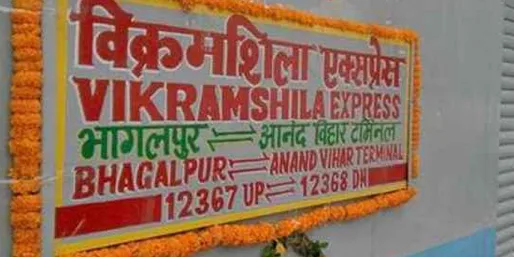 विक्रमशिला एक्सप्रेस
VIKRAMSHILA EXPRESS
भागलपुर ⇌ आनंद विहार टर्मिनल
BHAGALPUR ⇌ ANAND VIHAR TERMINAL
12367 UP ⇌ 12368 DN